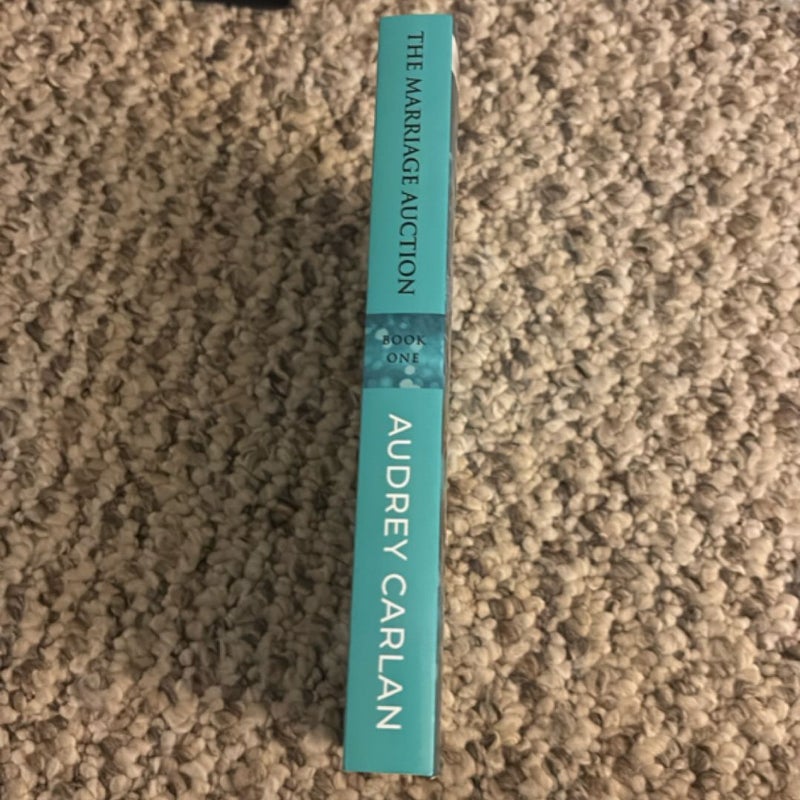 THE MARRIAGE AUCTION
BOOK
ONE
AUDREY CARLAN